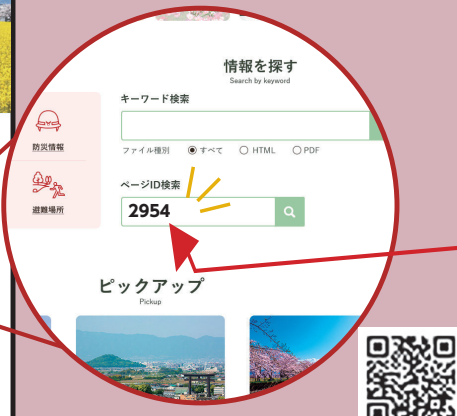 情報を探す
Search by keyword
キーワード検索
ファイル種別 すべて HTML PDF
防災情報
ページID検索
2954
避難場所
ピックアップ
Pickup